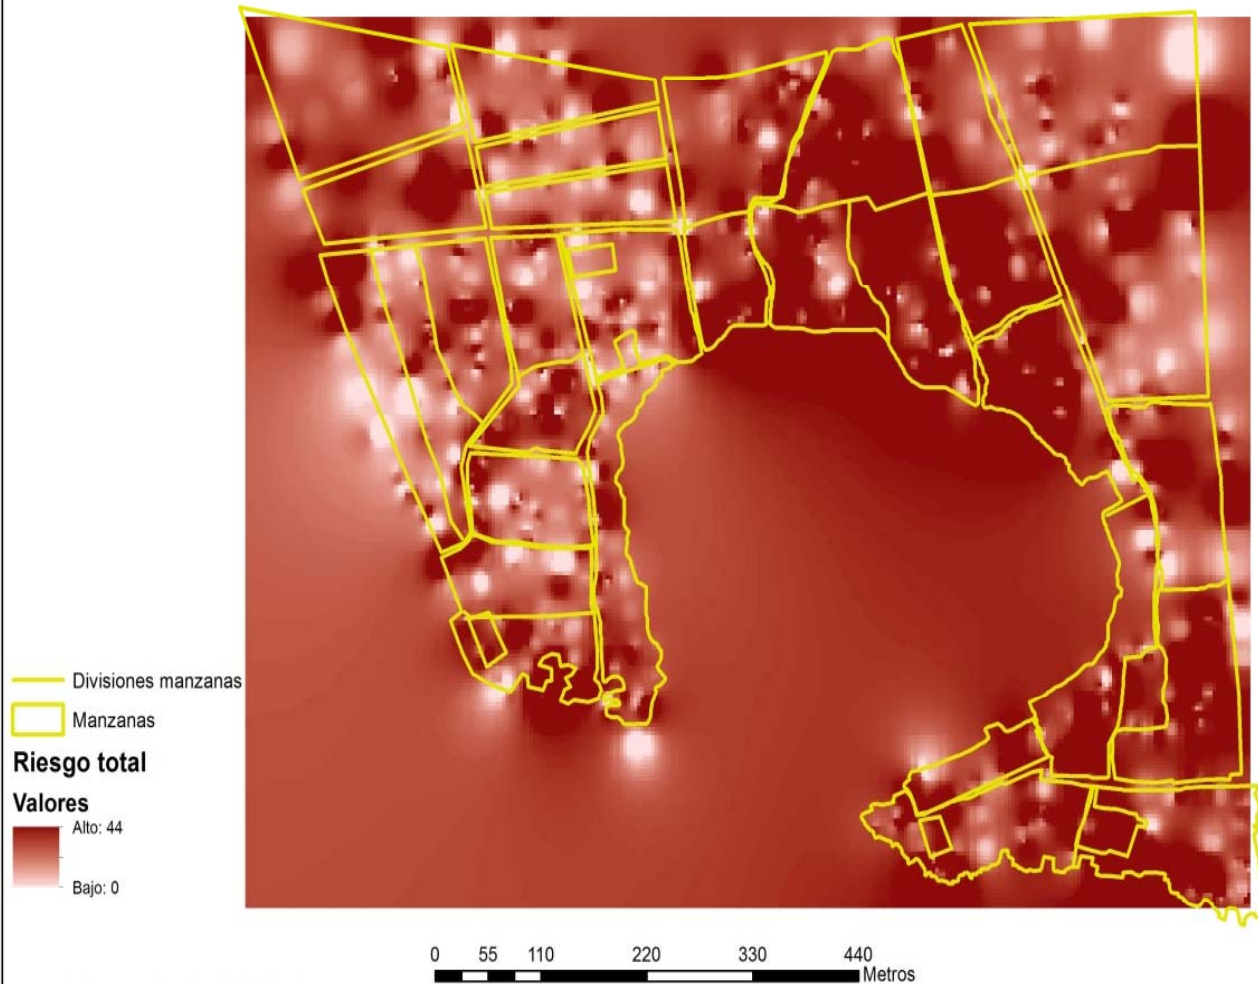 Divisiones manzanas
Manzanas
Riesgo total
Valores
Alto: 44
Bajo: 0
0 55 110 220 330 440
Metros